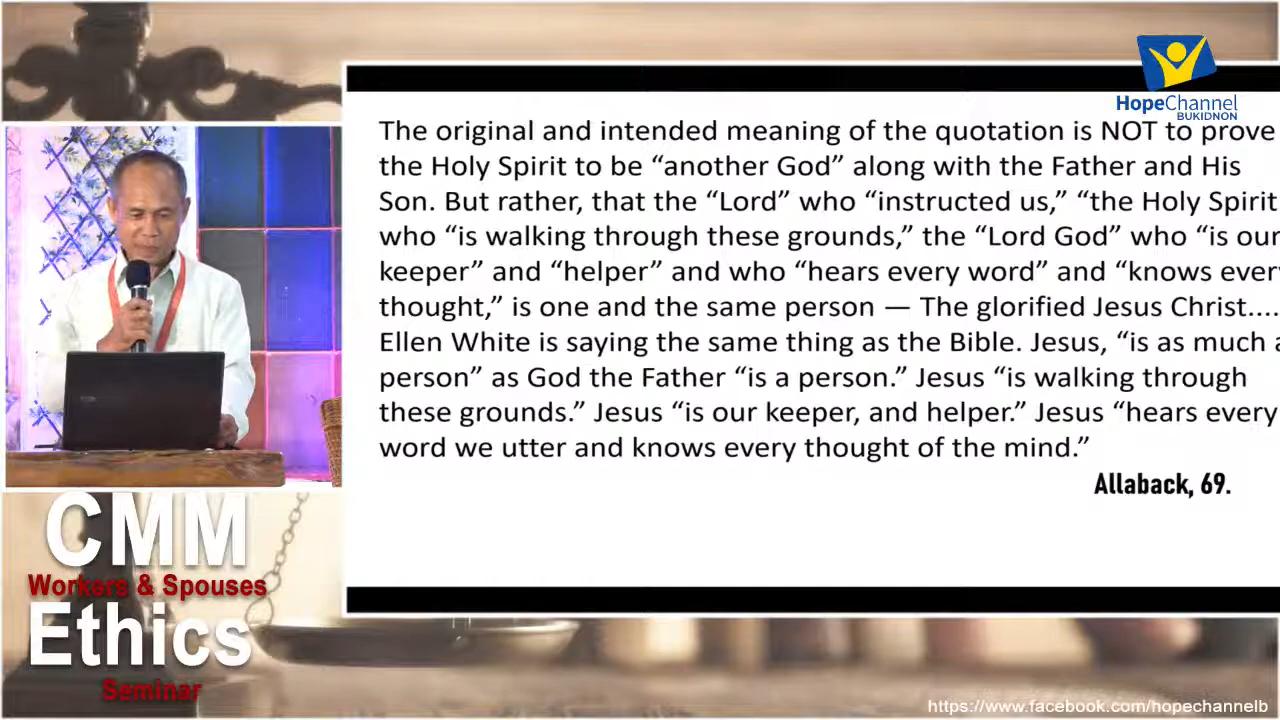 HopeChannel
BUKIDNON
The original and intended meaning of the quotation is NOT to prove
the Holy Spirit to be “another God” along with the Father and His
Son. But rather, that the “Lord” who “instructed us,” “the Holy Spirit
who “is walking through these grounds,” the “Lord God” who “is our
keeper” and “helper” and who “hears every word” and “knows ever
thought,” is one and the same person — The glorified Jesus Christ....
Ellen White is saying the same thing as the Bible. Jesus, “is as much a
person” as God the Father “is a person.” Jesus “is walking through
these grounds.” Jesus “is our keeper, and helper.” Jesus “hears every
word we utter and knows every thought of the mind.”
Allaback, 69.
CMM
Workers & Spouses
Ethics
Seminar
https://www.facebook.com/hopechannelb